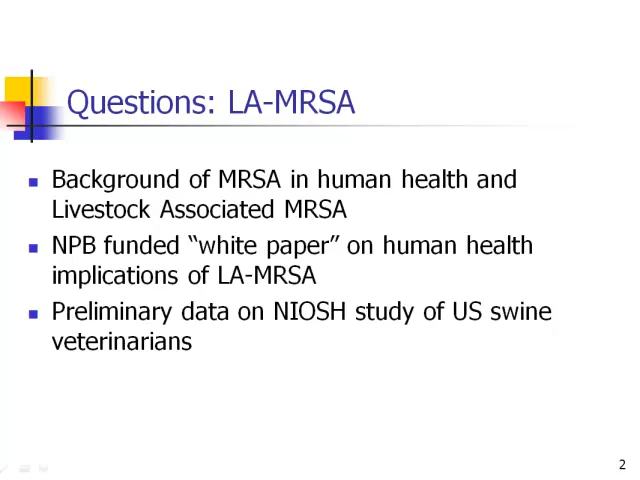 Questions: LA-MRSA
Background of MRSA in human health and
Livestock Associated MRSA
NPB funded “white paper” on human health
implications of LA-MRSA
Preliminary data on NIOSH study of US swine
veterinarians
2